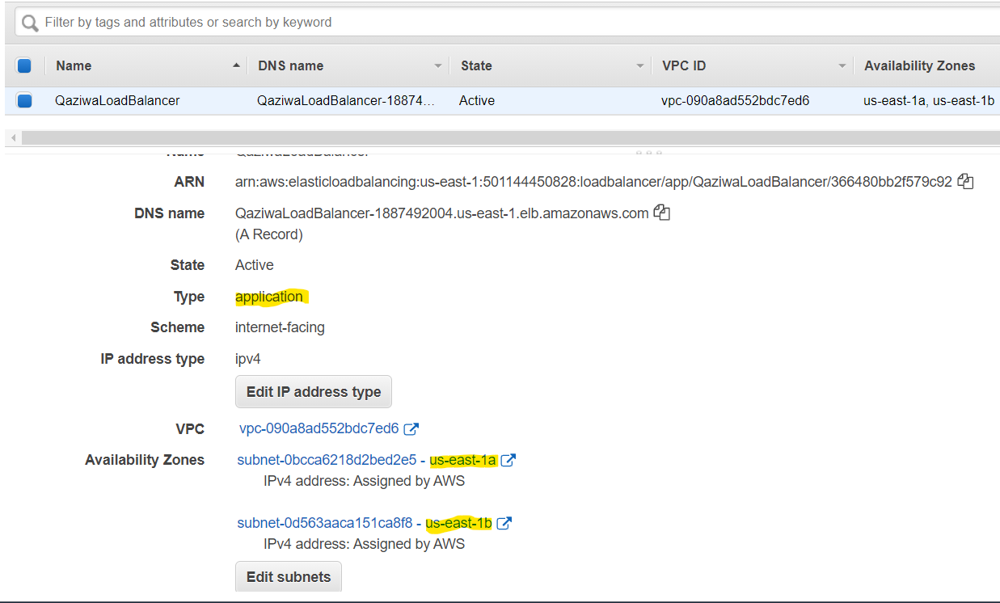 Filter by tags and attributes or search by keyword
Name DNS name State VPC ID Availability Zones
QaziwaLoadBalancer QaziwaLoadBalancer-18874... Active vpc-090a8ad552bdc7ed6 us-east-1a, us-east-1b
Name QaziwaLoadBalancer
ARN arn:aws:elasticloadbalancing:us-east-1:501144450828:loadbalancer/app/QaziwaLoadBalancer/366480bb2f579c92
DNS name QaziwaLoadBalancer-1887492004.us-east-1.elb.amazonaws.com
(A Record)
State Active
Type application
Scheme internet-facing
IP address type ipv4
Edit IP address type
VPC vpc-090a8ad552bdc7ed6
Availability Zones subnet-0bcca6218d2bed2e5 - us-east-1a
IPv4 address: Assigned by AWS
subnet-0d563aaca151ca8f8 - us-east-1b
IPv4 address: Assigned by AWS
Edit subnets